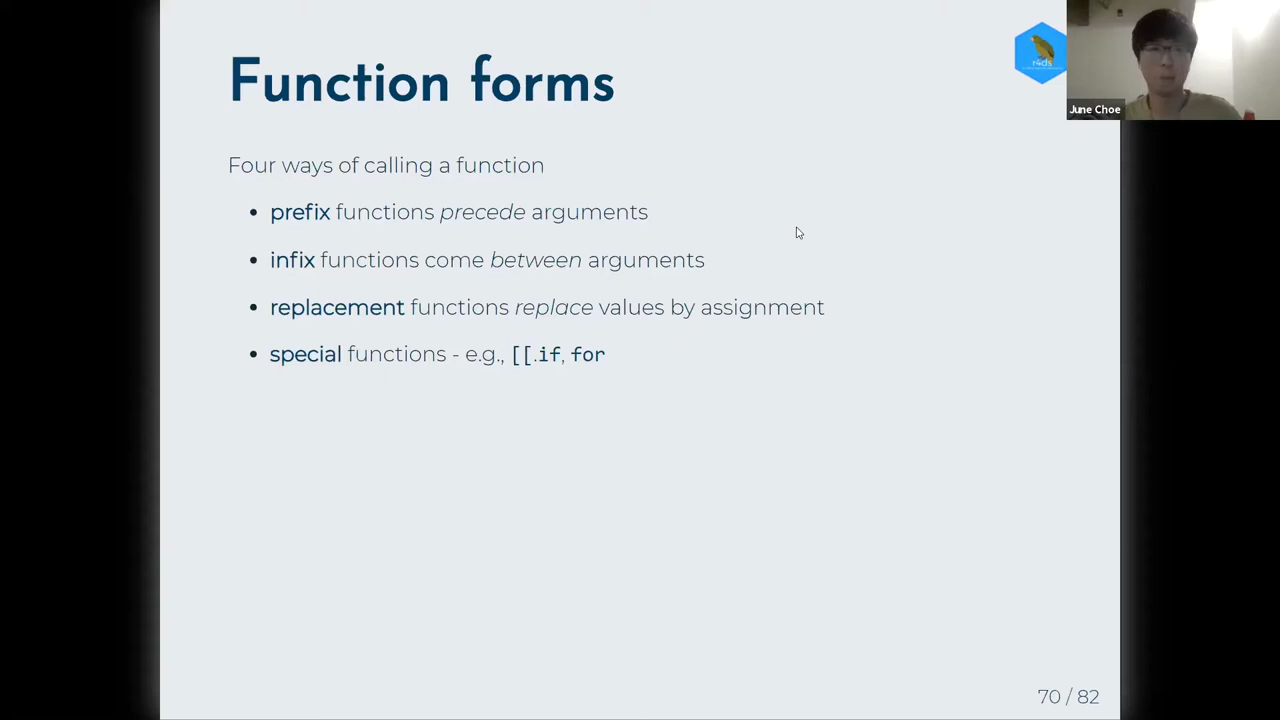 Function forms
r4ds
June Choe
Four ways of calling a function
• prefix functions precede arguments
• infix functions come between arguments
• replacement functions replace values by assignment
• special functions - e.g., [[.if, for
70 / 82